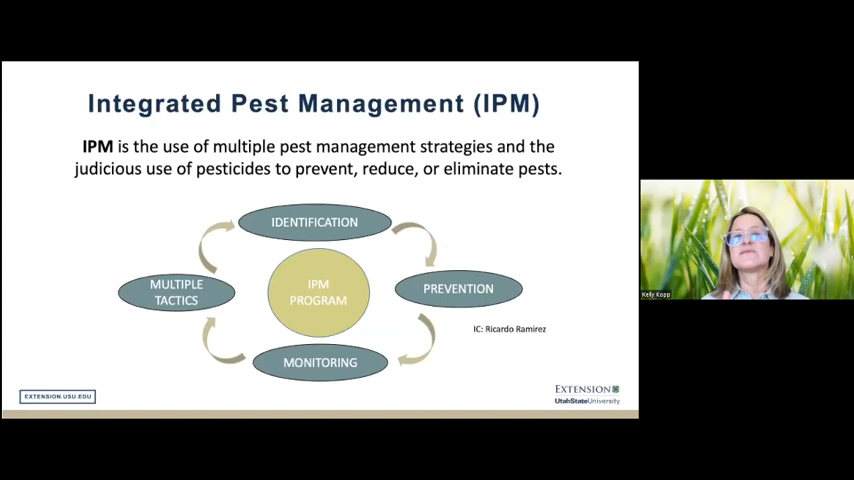 Integrated Pest Management (IPM)
IPM is the use of multiple pest management strategies and the
judicious use of pesticides to prevent, reduce, or eliminate pests.
IDENTIFICATION
MULTIPLE
TACTICS
IPM
PROGRAM
PREVENTION
IC: Ricardo Ramirez
MONITORING
EXTENSION.USU.EDU
EXTENSION
UtahStateUniversity
Kelly Kopp